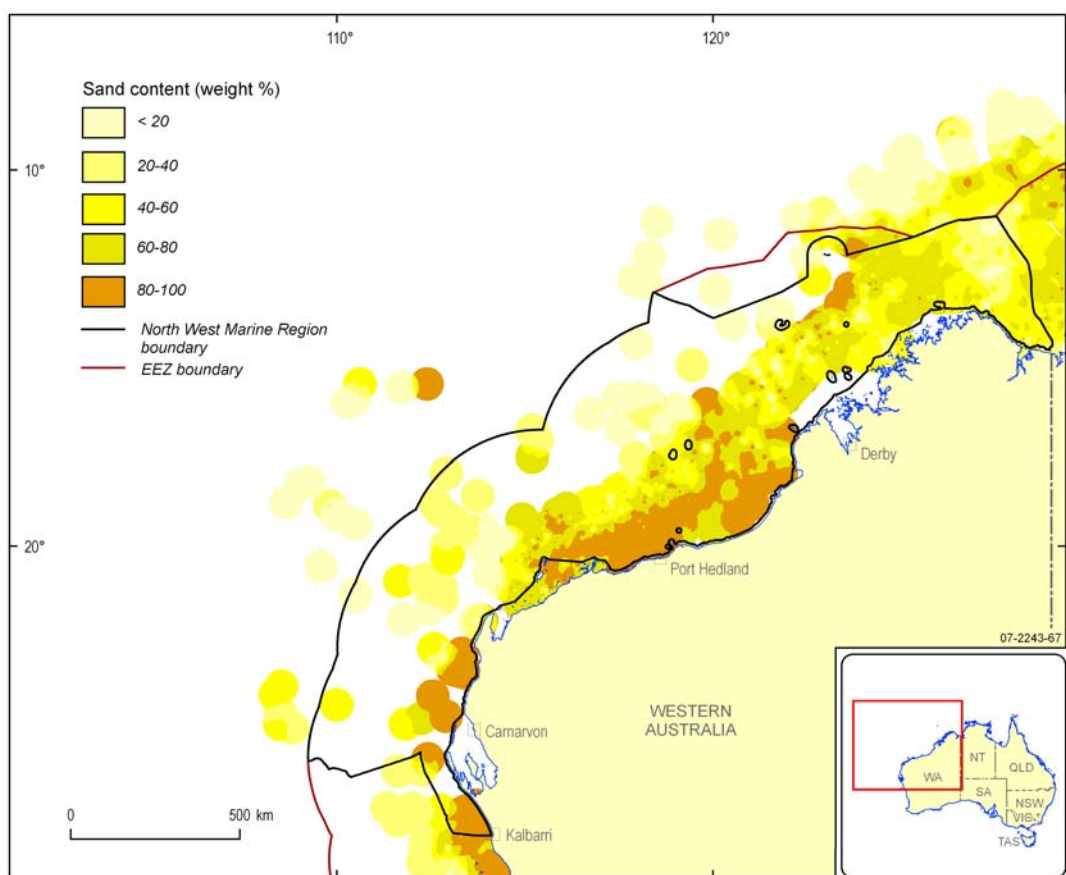 110°
120°
Sand content (weight %)
< 20
20-40
40-60
60-80
80-100
North West Marine Region
boundary
EEZ boundary
10°
20°
Derby
Port Hedland
07-2243-67
WESTERN
AUSTRALIA
Carnarvon
Kalbarri
0
500 km
NT
QLD
WA
SA
NSW
VIC
TAS